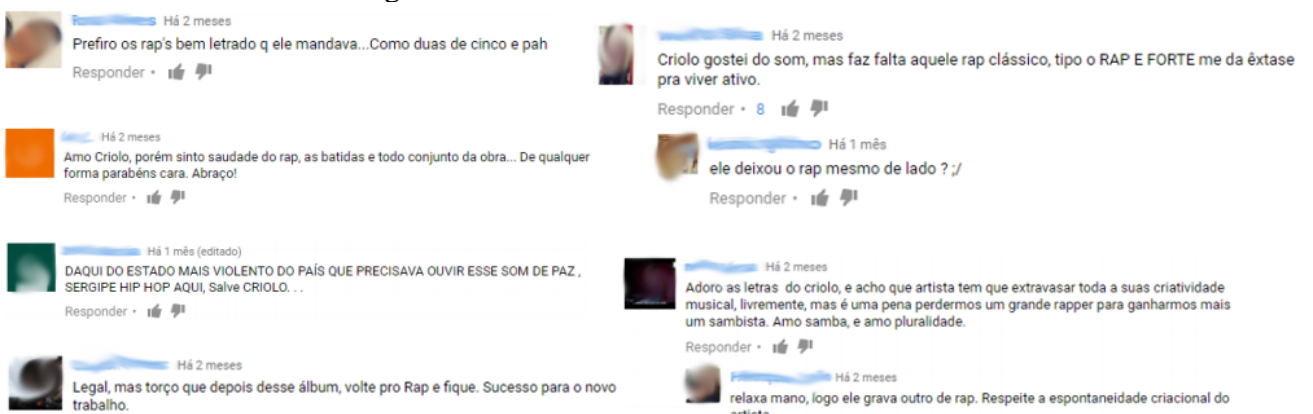 Há 2 meses
Prefiro os rap's bem letrado q ele mandava...Como duas de cinco e pah
Responder •
Há 2 meses
Amo Criolo, porém sinto saudade do rap, as batidas e todo conjunto da obra... De qualquer
forma parabéns cara. Abraço!
Responder •
Há 1 mês (editado)
DAQUI DO ESTADO MAIS VIOLENTO DO PAÍS QUE PRECISAVA OUVIR ESSE SOM DE PAZ ,
SERGIPE HIP HOP AQUI, Salve CRIOLO. . .
Responder •
Há 2 meses
Legal, mas torço que depois desse álbum, volte pro Rap e fique. Sucesso para o novo
trabalho.
Há 2 meses
Criolo gostei do som, mas faz falta aquele rap clássico, tipo o RAP E FORTE me da êxtase
pra viver ativo.
Responder • 8
Há 1 mês
ele deixou o rap mesmo de lado ? ;/
Responder •
Há 2 meses
Adoro as letras do criolo, e acho que artista tem que extravasar toda a suas criatividade
musical, livremente, mas é uma pena perdermos um grande rapper para ganharmos mais
um sambista. Amo samba, e amo pluralidade.
Responder •
Há 2 meses
relaxa mano, logo ele grava outro de rap. Respeite a espontaneidade criacional do